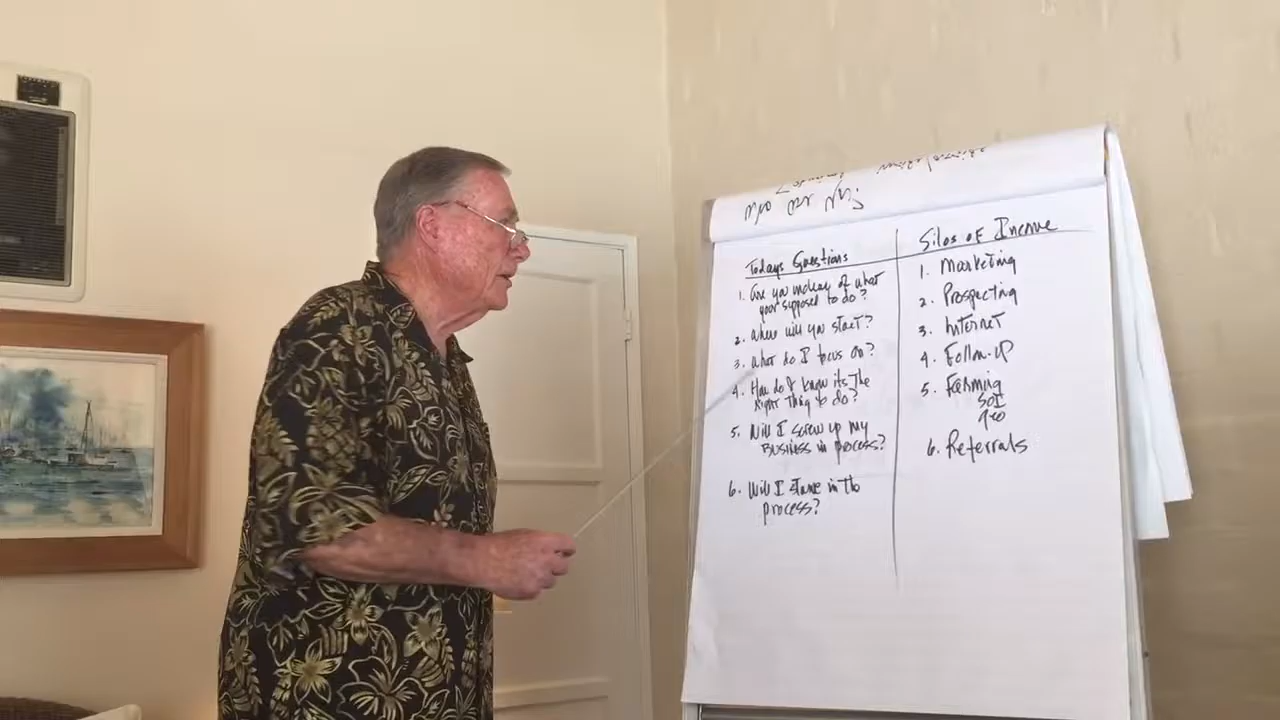 Todays Questions
1. Are you unclear of what
your supposed to do?
2. Where will you start?
3. What do I focus on?
4. How do I know its the
Right thing to do?
5. Will I screw up my
Business in process?
6. Will I starve in the
process?
Silos of Income
1. Marketing
2. Prospecting
3. Internet
4. Follow-up
5. Farming
SOI
geo
6. Referrals